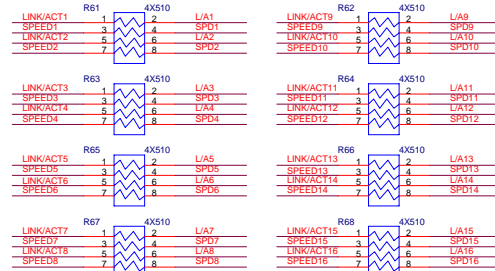 R61 4X510 R62 4X510
LINK/ACT1 1 2 L/A1 LINK/ACT9 1 2 L/A9
SPEED1 3 4 SPD1 SPEED9 3 4 SPD9
LINK/ACT2 5 6 L/A2 LINK/ACT10 5 6 L/A10
SPEED2 7 8 SPD2 SPEED10 7 8 SPD10
R63 4X510 R64 4X510
LINK/ACT3 1 2 L/A3 LINK/ACT11 1 2 L/A11
SPEED3 3 4 SPD3 SPEED11 3 4 SPD11
LINK/ACT4 5 6 L/A4 LINK/ACT12 5 6 L/A12
SPEED4 7 8 SPD4 SPEED12 7 8 SPD12
R65 4X510 R66 4X510
LINK/ACT5 1 2 L/A5 LINK/ACT13 1 2 L/A13
SPEED5 3 4 SPD5 SPEED13 3 4 SPD13
LINK/ACT6 5 6 L/A6 LINK/ACT14 5 6 L/A14
SPEED6 7 8 SPD6 SPEED14 7 8 SPD14
R67 4X510 R68 4X510
LINK/ACT7 1 2 L/A7 LINK/ACT15 1 2 L/A15
SPEED7 3 4 SPD7 SPEED15 3 4 SPD15
LINK/ACT8 5 6 L/A8 LINK/ACT16 5 6 L/A16
SPEED8 7 8 SPD8 SPEED16 7 8 SPD16